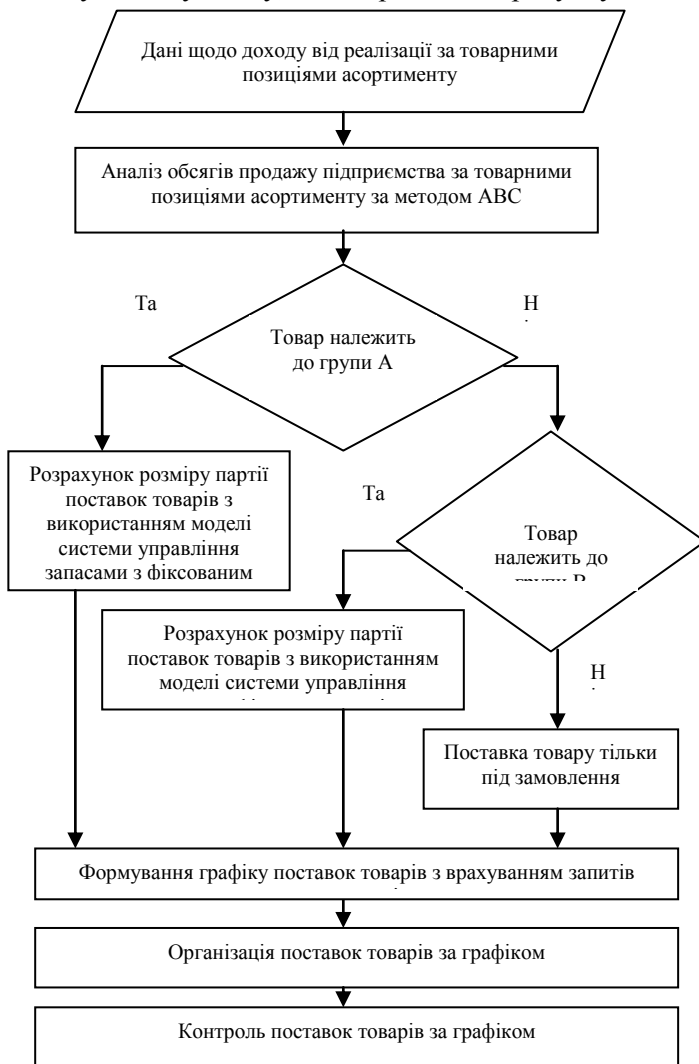 Дані щодо доходу від реалізації за товарними
позиціями асортименту
Аналіз обсягів продажу підприємства за товарними
позиціями асортименту за методом АВС
Та
Н
Товар належить
до групи А
Розрахунок розміру партії
поставок товарів з
використанням моделі
системи управління
запасами з фіксованим
Та
Товар
належить до
групи В
Розрахунок розміру партії
поставок товарів з використанням
моделі системи управління
Н
Поставка товару тільки
під замовлення
Формування графіку поставок товарів з врахуванням запитів
Організація поставок товарів за графіком
Контроль поставок товарів за графіком